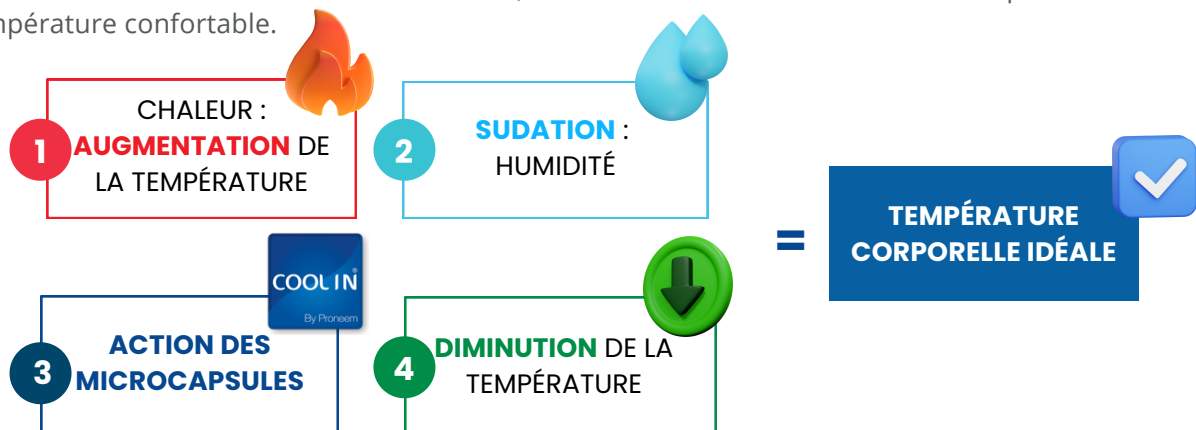 température confortable.
CHALEUR :
1
AUGMENTATION DE
LA TEMPÉRATURE
2
SUDATION :
HUMIDITÉ
COOL IN®
By Proneem
3
ACTION DES
MICROCAPSULES
4
DIMINUTION DE LA
TEMPÉRATURE
=
TEMPÉRATURE
CORPORELLE IDÉALE